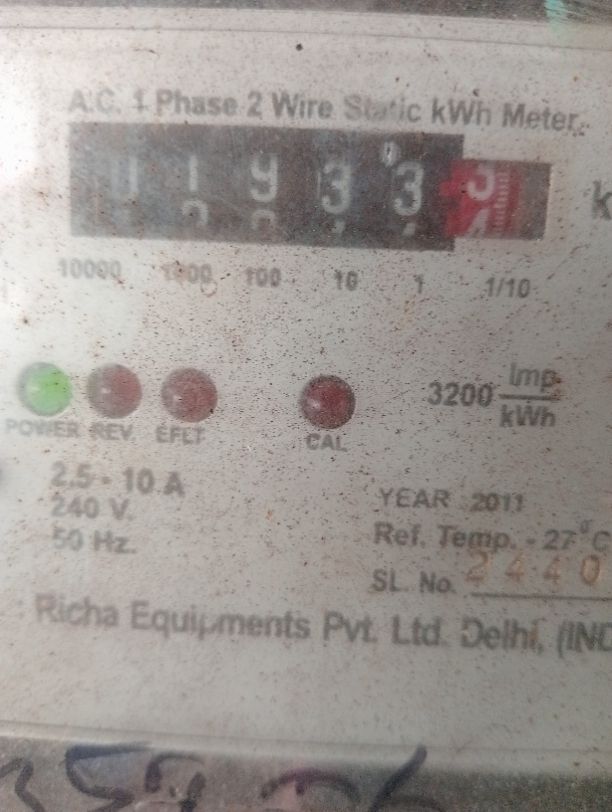 A.C. 1 Phase 2 Wire Static kWh Meter
1 1 9 3 3 3
k
10000 1000 100 10 1 1/10
3200 Imp
kWh
POWER REV. EFLT CAL
2.5 - 10 A
240 V.
50 Hz.
YEAR 2011
Ref. Temp. - 27°C
SL. No. 2440
Richa Equipments Pvt. Ltd. Delhi, (IND